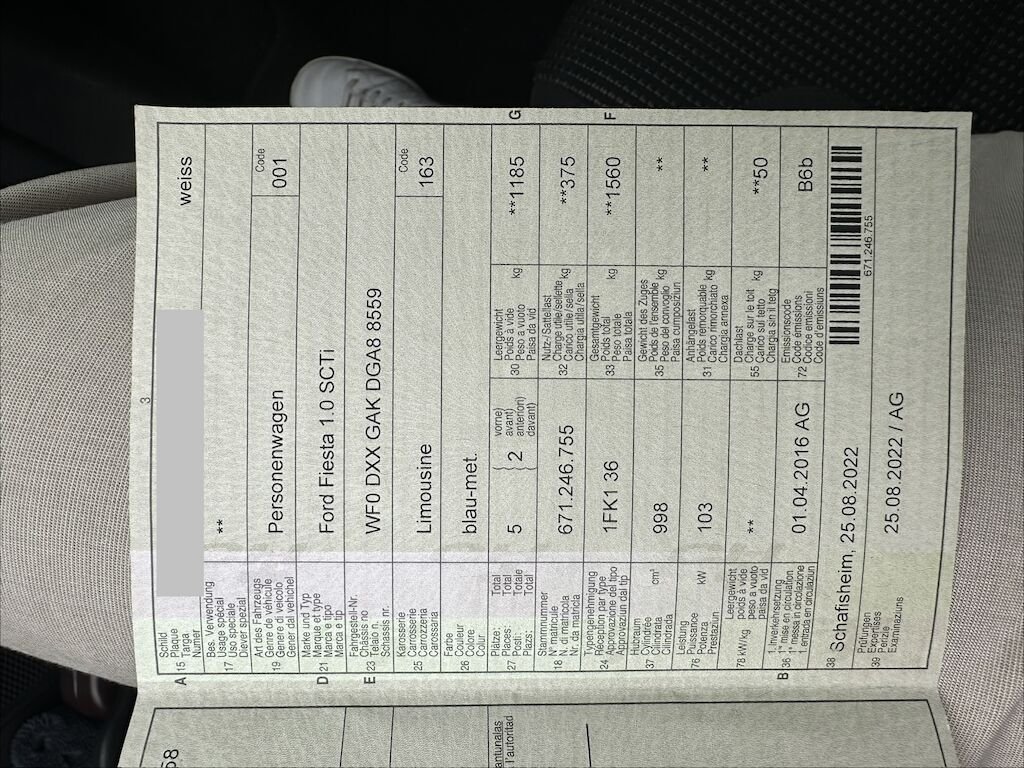 3
A 15 Schild
Plaque
Targa
Numer
weiss
17 Bes. Verwendung
Usage spécial
Uso speciale
Diever spezial
**
19 Art des Fahrzeugs
Genre de véhicule
Genere di veicolo
Gener dal vehichel
Personenwagen
Code
001
D 21 Marke und Typ
Marque et type
Marca e tipo
Marca e tip
Ford Fiesta 1.0 SCTi
E 23 Fahrgestell-Nr.
Châssis no
Telaio n.
Schassis nr.
WF0 DXX GAK DGA8 8559
25 Karosserie
Carrosserie
Carrozzeria
Carrossaria
Limousine
Code
163
26 Farbe
Couleur
Colore
Colur
blau-met.
27 Plätze: Total
Places: Total
Posti: Totale
Plazs: Total
5
2
vorne)
avant)
anteriori)
davant)
30 Leergewicht
Poids à vide
Peso a vuoto
Paisa da vid
kg
**1185
G
18 Stammnummer
N° matricule
N. di matricola
Nr. da matricla
671.246.755
32 Nutz-/Sattellast
Charge utile/sellette
Carico utile/sella
Chargia utila/sella
kg
**375
24 Typengenehmigung
Réception par type
Approvazione del tipo
Approvaziun dal tip
1FK1 36
33 Gesamtgewicht
Poids total
Peso totale
Paisa totala
kg
**1560
F
37 Hubraum
Cylindrée
Cilindrata
Cilindrada
cm³
998
35 Gewicht des Zuges
Poids de l'ensemble
Peso del convoglio
Paisa cumposiziun
kg
**
76 Leistung
Puissance
Potenza
Prestaziun
kW
103
31 Anhängelast
Poids remorquable
Carico rimorchiato
Chargia annexa
kg
**
78 kW/kg
Leergewicht
poids à vide
peso a vuoto
paisa da vid
**
55 Dachlast
Charge sur le toit
Carico sul tetto
Chargia sin il tetg
kg
**50
B 36 1. Inverkehrsetzung
1re mise en circulation
1a messa in circolazione
1. entrada en circulaziun
01.04.2016 AG
72 Emissionscode
Code émissions
Codice emissioni
Code d'emissiuns
B6b
38 Schafisheim, 25.08.2022
671.246.755
39 Prüfungen
Expertises
Perizie
Examinaziuns
25.08.2022 / AG
68
antunalas
l'autoritad